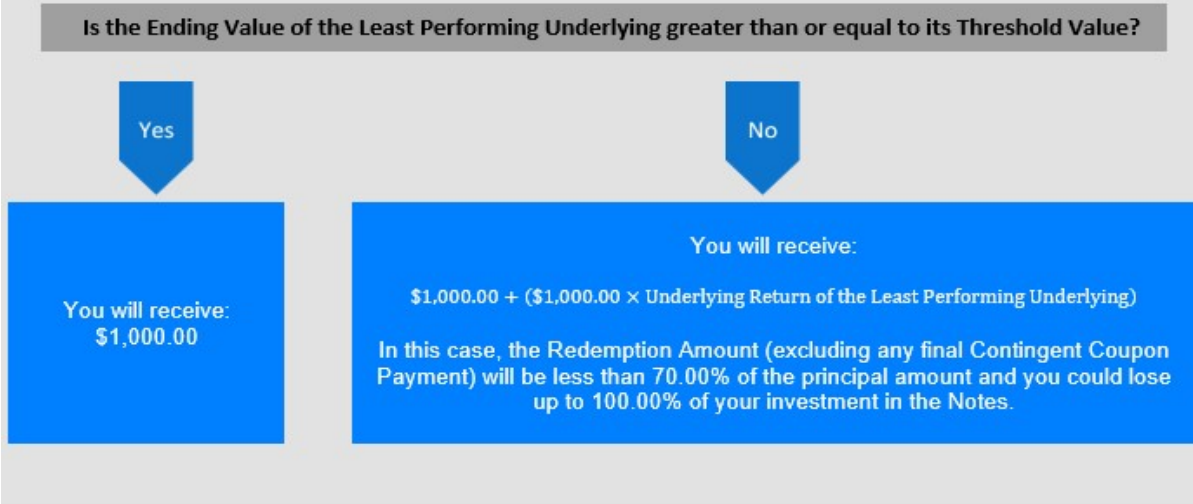 Is the Ending Value of the Least Performing Underlying greater than or equal to its Threshold Value?
Yes
No
You will receive:
$1,000.00
You will receive:
$1,000.00 + ($1,000.00 × Underlying Return of the Least Performing Underlying)
In this case, the Redemption Amount (excluding any final Contingent Coupon
Payment) will be less than 70.00% of the principal amount and you could lose
up to 100.00% of your investment in the Notes.